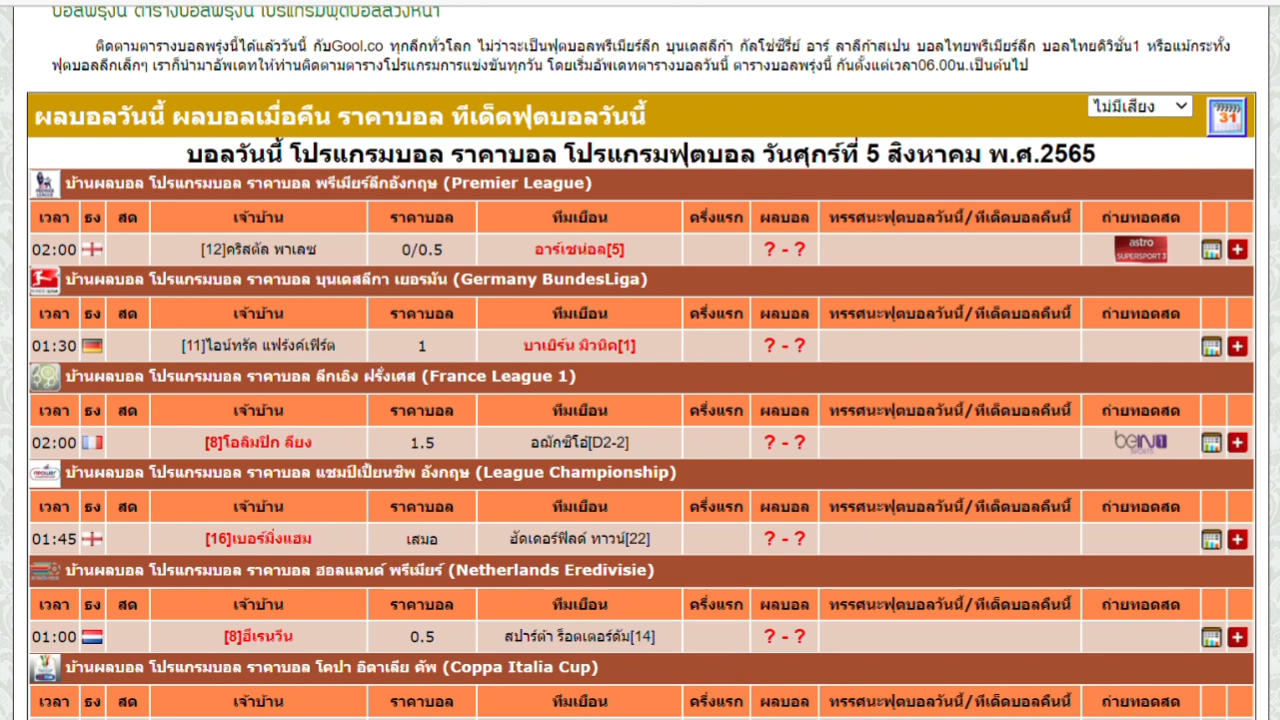 บอลพรุ่งนี้ ตารางบอลพรุ่งนี้ โปรแกรมฟุตบอลล่วงหน้า
ติดตามตารางบอลพรุ่งนี้ได้แล้ววันนี้ กับGool.co ทุกลีกทั่วโลก ไม่ว่าจะเป็นฟุตบอลพรีเมียร์ลีก บุนเดสลีก้า กัลโช่ซีรี่ย์ อาร์ ลาลีก้าสเปน บอลไทยพรีเมียร์ลีก บอลไทยดิวิชั่น1 หรือแม้กระทั่ง
ฟุตบอลลีกเล็กๆ เราก็นำมาอัพเดทให้ท่านติดตามตารางโปรแกรมการแข่งขันทุกวัน โดยเริ่มอัพเดทตารางบอลวันนี้ ตารางบอลพรุ่งนี้ กันตั้งแต่เวลา06.00น.เป็นต้นไป
ผลบอลวันนี้ ผลบอลเมื่อคืน ราคาบอล ทีเด็ดฟุตบอลวันนี้ ไม่มีเสียง 31
บอลวันนี้ โปรแกรมบอล ราคาบอล โปรแกรมฟุตบอล วันศุกร์ที่ 5 สิงหาคม พ.ศ.2565
บ้านผลบอล โปรแกรมบอล ราคาบอล พรีเมียร์ลีกอังกฤษ (Premier League)
เวลา ธง สด เจ้าบ้าน ราคาบอล ทีมเยือน ครึ่งแรก ผลบอล ทรรศนะฟุตบอลวันนี้/ทีเด็ดบอลคืนนี้ ถ่ายทอดสด
02:00 [12]คริสตัล พาเลซ 0/0.5 อาร์เซน่อล[5] ? - ? astro SUPERSPORT 3
บ้านผลบอล โปรแกรมบอล ราคาบอล บุนเดสลีกา เยอรมัน (Germany BundesLiga)
เวลา ธง สด เจ้าบ้าน ราคาบอล ทีมเยือน ครึ่งแรก ผลบอล ทรรศนะฟุตบอลวันนี้/ทีเด็ดบอลคืนนี้ ถ่ายทอดสด
01:30 [11]ไอน์ทรัค แฟร้งค์เฟิร์ต 1 บาเยิร์น มิวนิค[1] ? - ?
บ้านผลบอล โปรแกรมบอล ราคาบอล ลีกเอิง ฝรั่งเศส (France League 1)
เวลา ธง สด เจ้าบ้าน ราคาบอล ทีมเยือน ครึ่งแรก ผลบอล ทรรศนะฟุตบอลวันนี้/ทีเด็ดบอลคืนนี้ ถ่ายทอดสด
02:00 [8]โอลิมปิก ลียง 1.5 อฌักซิโอ่[D2-2] ? - ? beIN SPORTS 1
บ้านผลบอล โปรแกรมบอล ราคาบอล แชมป์เปี้ยนชิพ อังกฤษ (League Championship)
เวลา ธง สด เจ้าบ้าน ราคาบอล ทีมเยือน ครึ่งแรก ผลบอล ทรรศนะฟุตบอลวันนี้/ทีเด็ดบอลคืนนี้ ถ่ายทอดสด
01:45 [16]เบอร์มิ่งแฮม เสมอ ฮัดเดอร์ฟิลด์ ทาวน์[22] ? - ?
บ้านผลบอล โปรแกรมบอล ราคาบอล ฮอลแลนด์ พรีเมียร์ (Netherlands Eredivisie)
เวลา ธง สด เจ้าบ้าน ราคาบอล ทีมเยือน ครึ่งแรก ผลบอล ทรรศนะฟุตบอลวันนี้/ทีเด็ดบอลคืนนี้ ถ่ายทอดสด
01:00 [8]ฮีเรนวีน 0.5 สปาร์ต้า ร็อตเตอร์ดัม[14] ? - ?
บ้านผลบอล โปรแกรมบอล ราคาบอล โคปา อิตาเลีย คัพ (Coppa Italia Cup)
เวลา ธง สด เจ้าบ้าน ราคาบอล ทีมเยือน ครึ่งแรก ผลบอล ทรรศนะฟุตบอลวันนี้/ทีเด็ดบอลคืนนี้ ถ่ายทอดสด